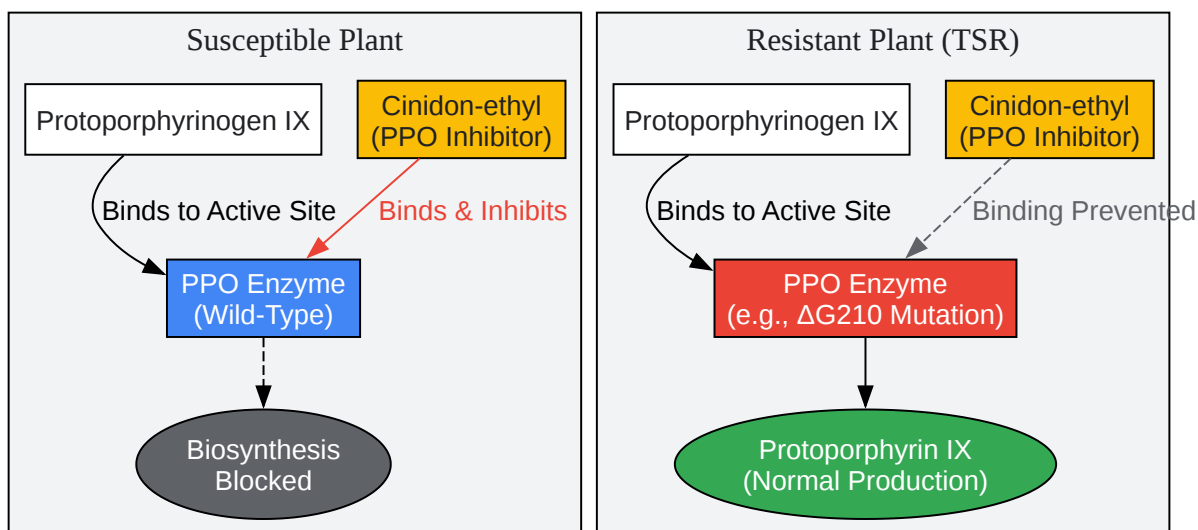 Susceptible Plant
Protoporphyrinogen IX
Cinidon-ethyl
(PPO Inhibitor)
Binds to Active Site
Binds & Inhibits
PPO Enzyme
(Wild-Type)
Biosynthesis
Blocked
Resistant Plant (TSR)
Protoporphyrinogen IX
Cinidon-ethyl
(PPO Inhibitor)
Binds to Active Site
Binding Prevented
PPO Enzyme
(e.g., ΔG210 Mutation)
Protoporphyrin IX
(Normal Production)